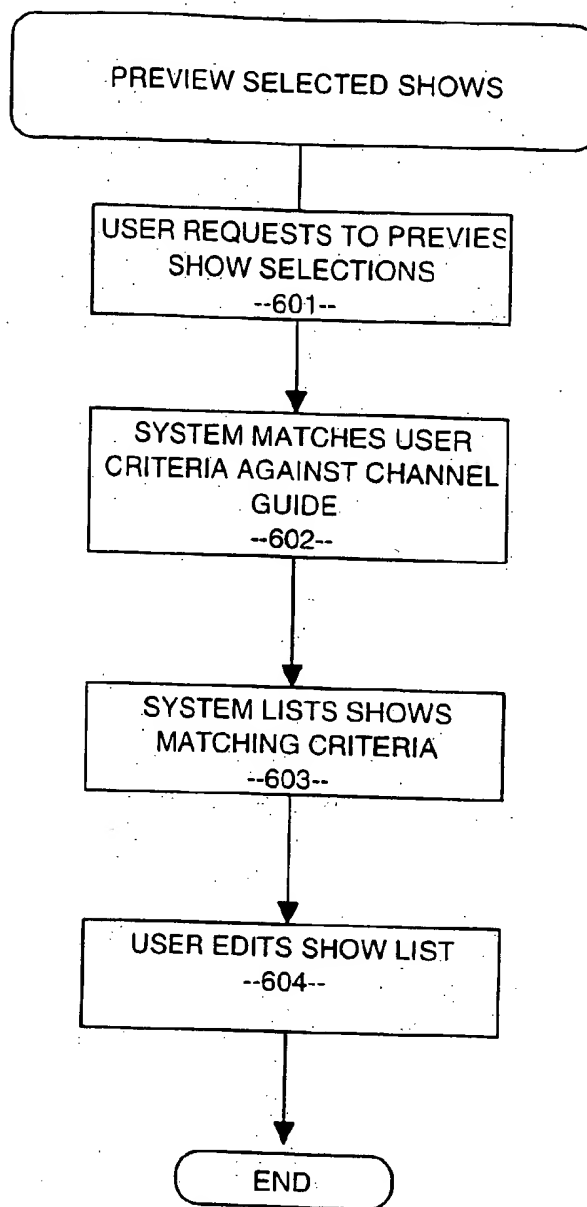 PREVIEW SELECTED SHOWS
USER REQUESTS TO PREVIES
SHOW SELECTIONS
--601--
SYSTEM MATCHES USER
CRITERIA AGAINST CHANNEL
GUIDE
--602--
SYSTEM LISTS SHOWS
MATCHING CRITERIA
--603--
USER EDITS SHOW LIST
--604--
END